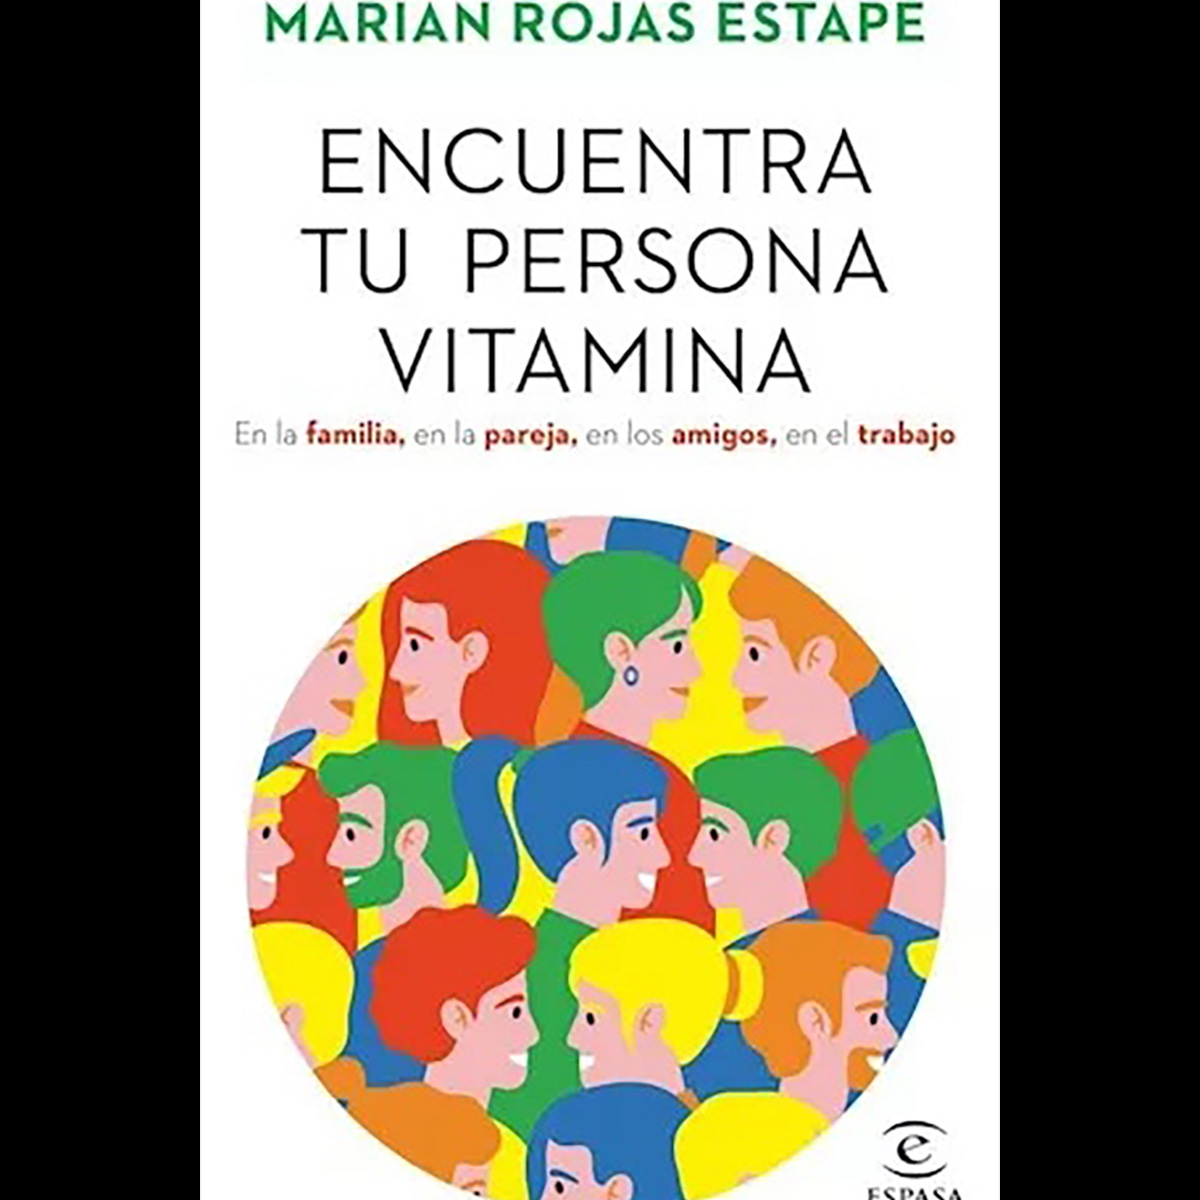 MARIAN ROJAS ESTAPE
ENCUENTRA
TU PERSONA
VITAMINA
En la familia, en la pareja, en los amigos, en el trabajo
e
ESPASA